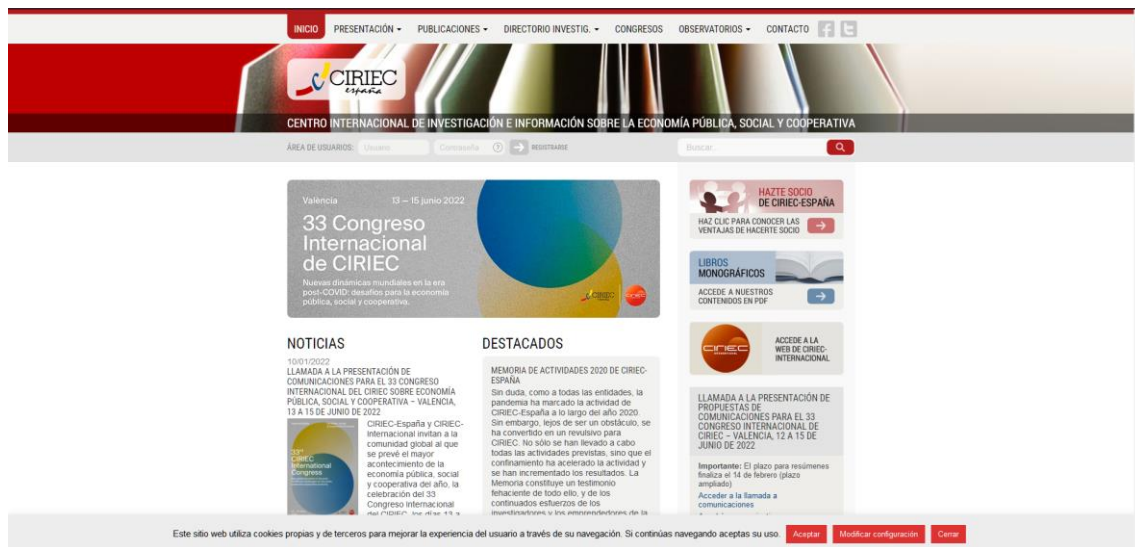 INICIO PRESENTACIÓN PUBLICACIONES DIRECTORIO INVESTIG. CONGRESOS OBSERVATORIOS CONTACTO
CIRIEC
españa
CENTRO INTERNACIONAL DE INVESTIGACIÓN E INFORMACIÓN SOBRE LA ECONOMÍA PÚBLICA, SOCIAL Y COOPERATIVA
ÁREA DE USUARIOS: Usuario Contraseña REGISTRARSE Buscar...
València 13 – 15 junio 2022
33 Congreso
Internacional
de CIRIEC
Nuevas dinámicas mundiales en la era
post-COVID: desafíos para la economía
pública, social y cooperativa.
NOTICIAS
10/01/2022
LLAMADA A LA PRESENTACIÓN DE
COMUNICACIONES PARA EL 33 CONGRESO
INTERNACIONAL DEL CIRIEC SOBRE ECONOMÍA
PÚBLICA, SOCIAL Y COOPERATIVA – VALENCIA,
13 A 15 DE JUNIO DE 2022
33rd
CIRIEC
International
Congress
CIRIEC-España y CIRIEC-
Internacional invitan a la
comunidad global al que
se prevé el mayor
acontecimiento de la
economía pública, social
y cooperativa del año, la
celebración del 33
Congreso Internacional
del CIRIEC, los días 13 a
DESTACADOS
MEMORIA DE ACTIVIDADES 2020 DE CIRIEC-
ESPAÑA
Sin duda, como a todas las entidades, la
pandemia ha marcado la actividad de
CIRIEC-España a lo largo del año 2020.
Sin embargo, lejos de ser un obstáculo, se
ha convertido en un revulsivo para
CIRIEC. No sólo se han llevado a cabo
todas las actividades previstas, sino que el
confinamiento ha acelerado la actividad y
se han incrementado los resultados. La
Memoria constituye un testimonio
fehaciente de todo ello, y de los
continuados esfuerzos de los
investigadores y los emprendedores de la
HAZTE SOCIO
DE CIRIEC-ESPAÑA
HAZ CLIC PARA CONOCER LAS
VENTAJAS DE HACERTE SOCIO
LIBROS
MONOGRÁFICOS
ACCEDE A NUESTROS
CONTENIDOS EN PDF
CIRIEC
ACCEDE A LA
WEB DE CIRIEC-
INTERNACIONAL
LLAMADA A LA PRESENTACIÓN DE
PROPUESTAS DE
COMUNICACIONES PARA EL 33
CONGRESO INTERNACIONAL DE
CIRIEC – VALENCIA, 12 A 15 DE
JUNIO DE 2022
Importante: El plazo para resúmenes
finaliza el 14 de febrero (plazo
ampliado)
Acceder a la llamada a
comunicaciones
Este sitio web utiliza cookies propias y de terceros para mejorar la experiencia del usuario a través de su navegación. Si continúas navegando aceptas su uso. Aceptar Modificar configuración Cerrar